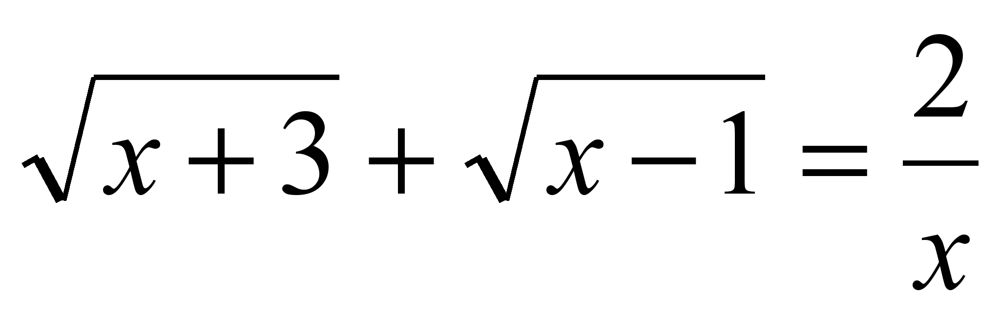 √(x + 3) + √(x − 1) = 2/x